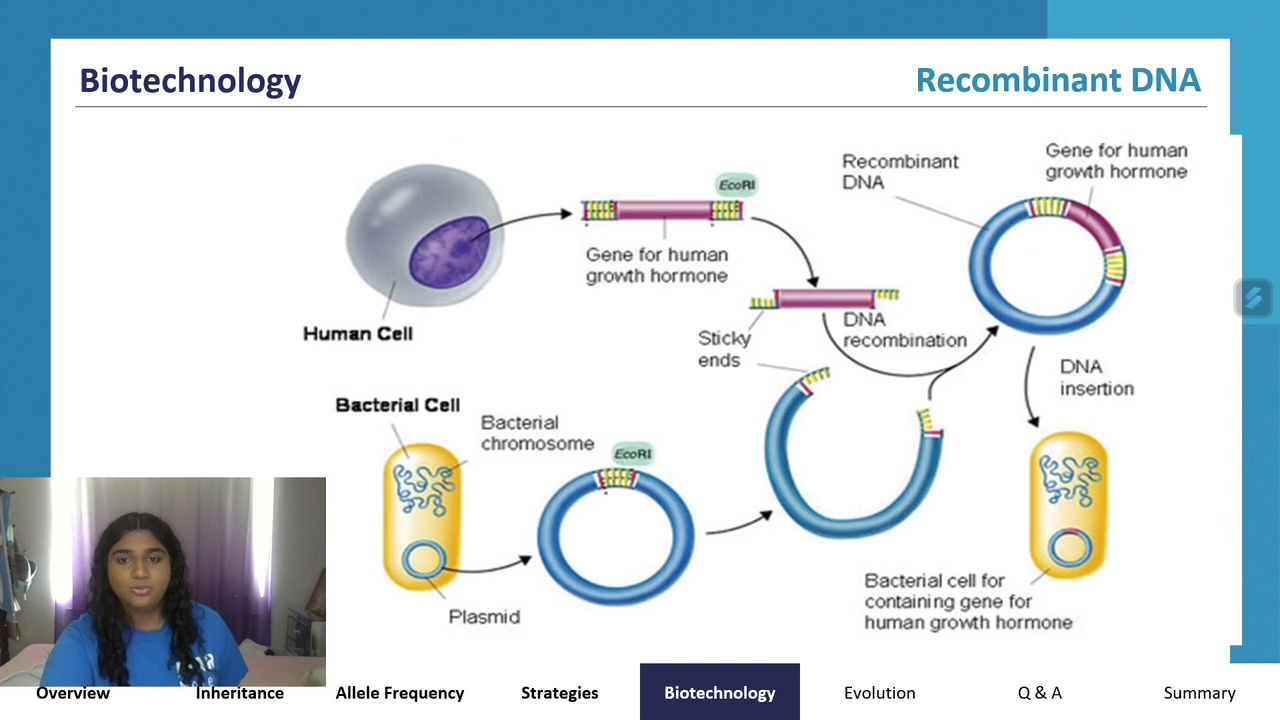 Biotechnology
Recombinant DNA
Recombinant
DNA
Gene for human
growth hormone
EcoRI
Gene for human
growth hormone
Human Cell
Sticky
ends
DNA
recombination
DNA
insertion
Bacterial Cell
Bacterial
chromosome
EcoRI
Plasmid
Bacterial cell for
containing gene for
human growth hormone
Overview
Inheritance
Allele Frequency
Strategies
Biotechnology
Evolution
Q & A
Summary